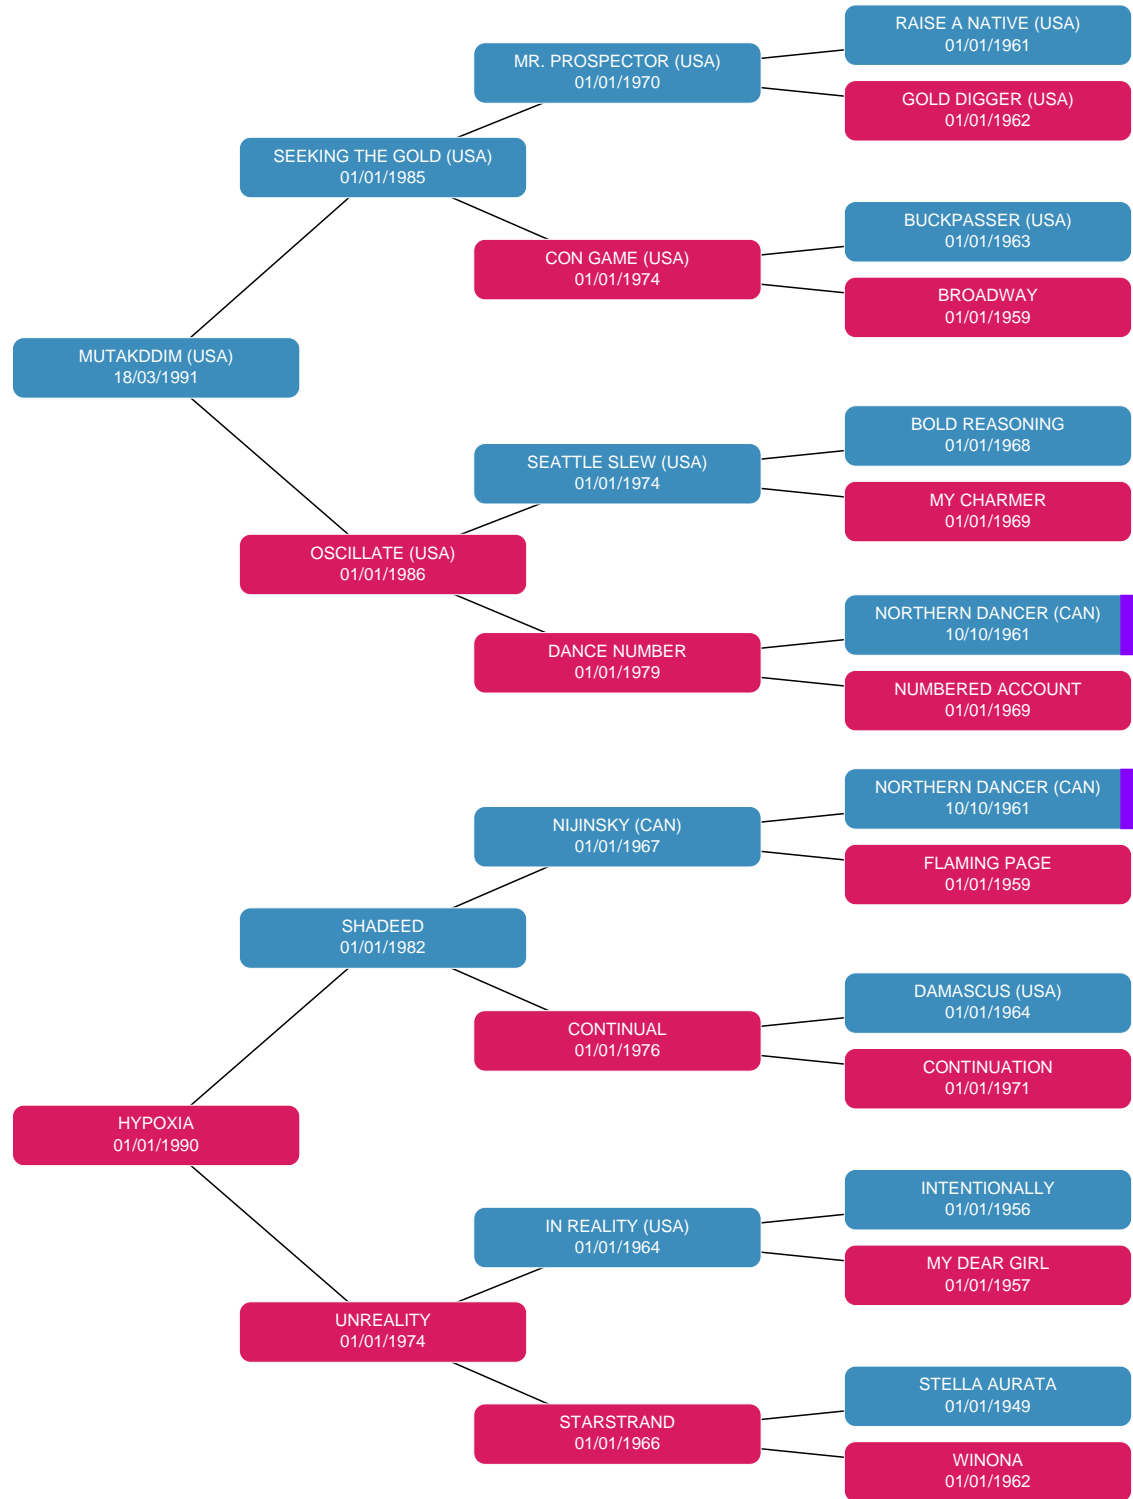 RAISE A NATIVE (USA)
01/01/1961
MR. PROSPECTOR (USA)
01/01/1970
GOLD DIGGER (USA)
01/01/1962
SEEKING THE GOLD (USA)
01/01/1985
BUCKPASSER (USA)
01/01/1963
CON GAME (USA)
01/01/1974
BROADWAY
01/01/1959
MUTAKDDIM (USA)
18/03/1991
BOLD REASONING
01/01/1968
SEATTLE SLEW (USA)
01/01/1974
MY CHARMER
01/01/1969
OSCILLATE (USA)
01/01/1986
NORTHERN DANCER (CAN)
10/10/1961
DANCE NUMBER
01/01/1979
NUMBERED ACCOUNT
01/01/1969
NORTHERN DANCER (CAN)
10/10/1961
NIJINSKY (CAN)
01/01/1967
FLAMING PAGE
01/01/1959
SHADEED
01/01/1982
DAMASCUS (USA)
01/01/1964
CONTINUAL
01/01/1976
CONTINUATION
01/01/1971
HYPOXIA
01/01/1990
INTENTIONALLY
01/01/1956
IN REALITY (USA)
01/01/1964
MY DEAR GIRL
01/01/1957
UNREALITY
01/01/1974
STELLA AURATA
01/01/1949
STARSTRAND
01/01/1966
WINONA
01/01/1962